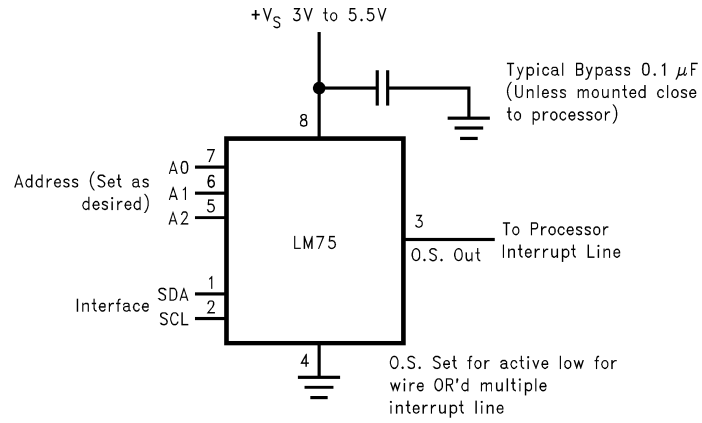 +VS 3V to 5.5V
Typical Bypass 0.1 μF
(Unless mounted close
to processor)
8
Address (Set as
desired)
A0 7
A1 6
A2 5
LM75
3
O.S. Out
To Processor
Interrupt Line
Interface
SDA 1
SCL 2
4
O.S. Set for active low for
wire OR'd multiple
interrupt line